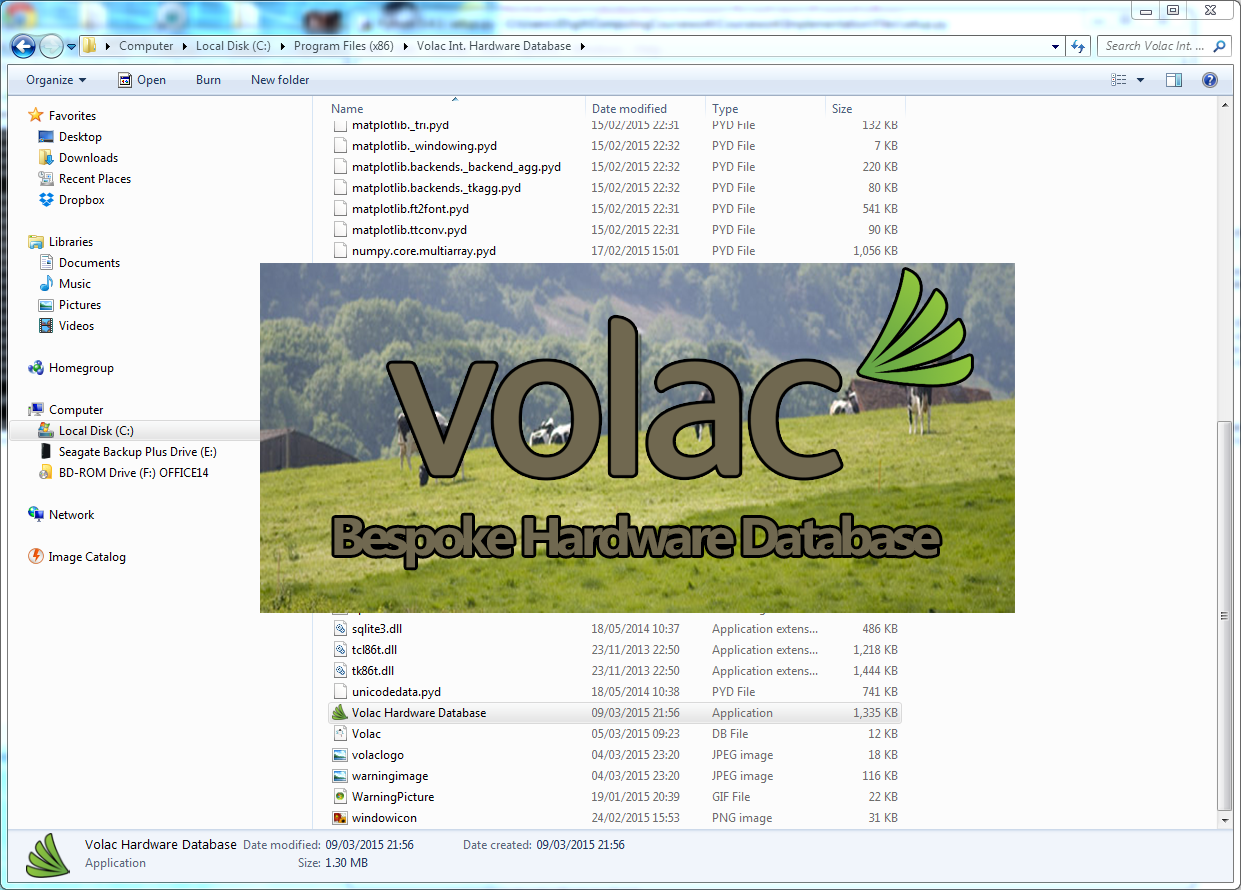 Computer Local Disk (C:) Program Files (x86) Volac Int. Hardware Database Search Volac Int. ...
Organize Open Burn New folder
Name Date modified Type Size
Favorites
Desktop
Downloads
Recent Places
Dropbox
Libraries
Documents
Music
Pictures
Videos
Homegroup
Computer
Local Disk (C:)
Seagate Backup Plus Drive (E:)
BD-ROM Drive (F:) OFFICE14
Network
Image Catalog
matplotlib._tri.pyd 15/02/2015 22:31 PYD File 132 KB
matplotlib._windowing.pyd 15/02/2015 22:32 PYD File 7 KB
matplotlib.backends._backend_agg.pyd 15/02/2015 22:32 PYD File 220 KB
matplotlib.backends._tkagg.pyd 15/02/2015 22:32 PYD File 80 KB
matplotlib.ft2font.pyd 15/02/2015 22:31 PYD File 541 KB
matplotlib.ttconv.pyd 15/02/2015 22:31 PYD File 90 KB
numpy.core.multiarray.pyd 17/02/2015 15:01 PYD File 1,056 KB
volac
Bespoke Hardware Database
sqlite3.dll 18/05/2014 10:37 Application extens... 486 KB
tcl86t.dll 23/11/2013 22:50 Application extens... 1,218 KB
tk86t.dll 23/11/2013 22:50 Application extens... 1,444 KB
unicodedata.pyd 18/05/2014 10:38 PYD File 741 KB
Volac Hardware Database 09/03/2015 21:56 Application 1,335 KB
Volac 05/03/2015 09:23 DB File 12 KB
volaclogo 04/03/2015 23:20 JPEG image 18 KB
warningimage 04/03/2015 23:20 JPEG image 116 KB
WarningPicture 19/01/2015 20:39 GIF File 22 KB
windowicon 24/02/2015 15:53 PNG image 31 KB
Volac Hardware Database Date modified: 09/03/2015 21:56 Date created: 09/03/2015 21:56
Application Size: 1.30 MB